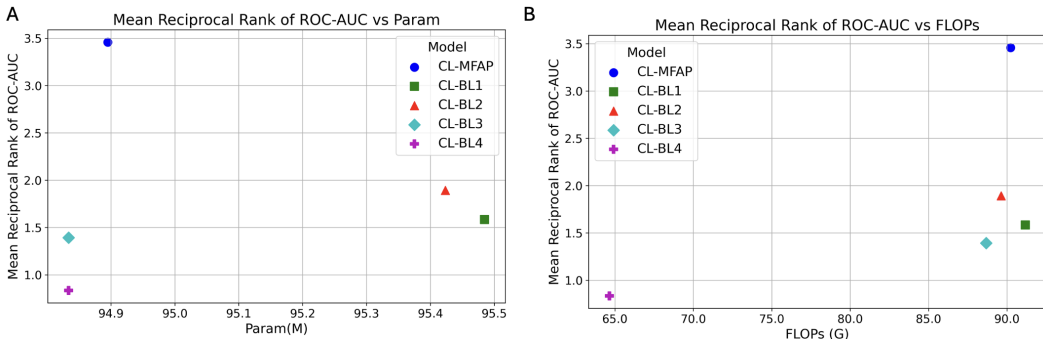 A
Mean Reciprocal Rank of ROC-AUC vs Param
Mean Reciprocal Rank of ROC-AUC
3.5
3.0
2.5
2.0
1.5
1.0
Model
CL-MFAP
CL-BL1
CL-BL2
CL-BL3
CL-BL4
94.9
95.0
95.1
95.2
95.3
95.4
95.5
Param(M)
B
Mean Reciprocal Rank of ROC-AUC vs FLOPs
Mean Reciprocal Rank of ROC-AUC
3.5
3.0
2.5
2.0
1.5
1.0
Model
CL-MFAP
CL-BL1
CL-BL2
CL-BL3
CL-BL4
65.0
70.0
75.0
80.0
85.0
90.0
FLOPs (G)